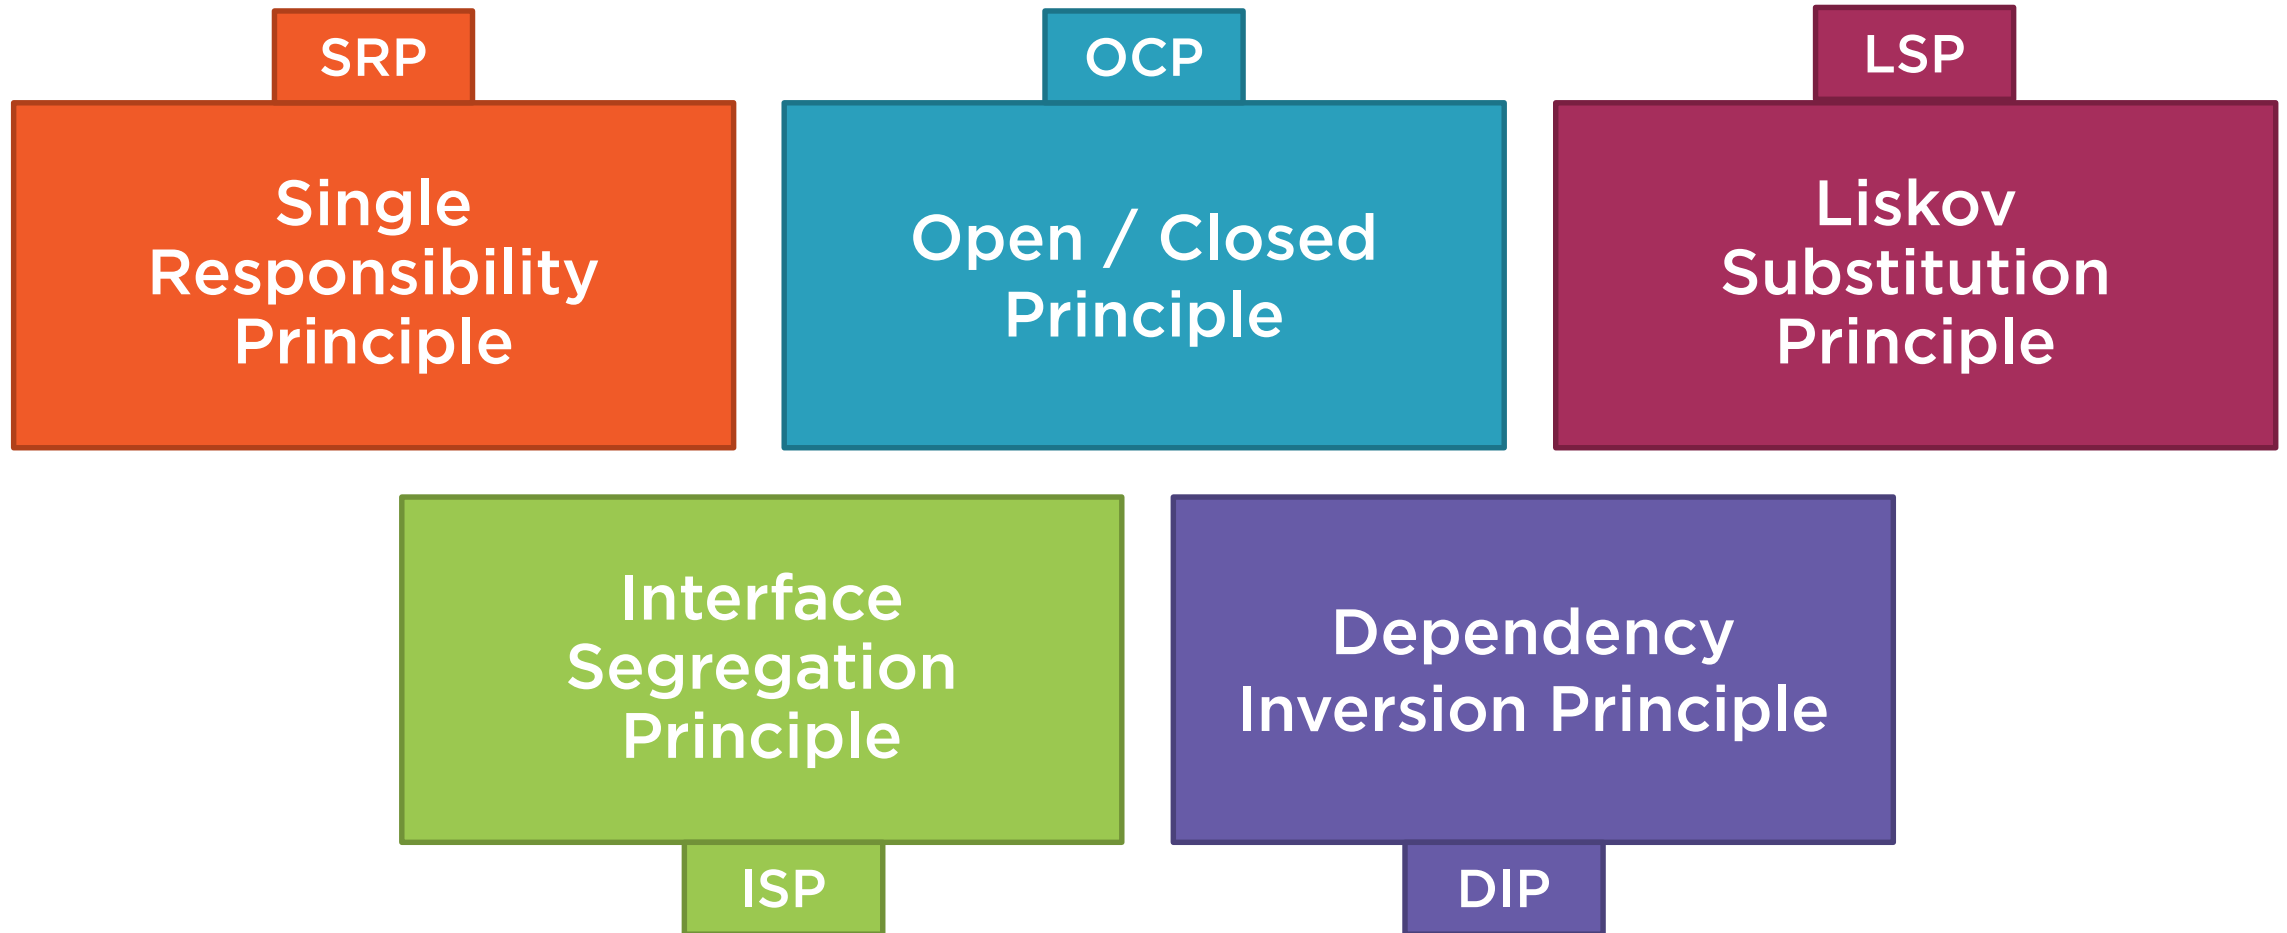 SRP
Single
Responsibility
Principle
OCP
Open / Closed
Principle
LSP
Liskov
Substitution
Principle
Interface
Segregation
Principle
ISP
Dependency
Inversion Principle
DIP